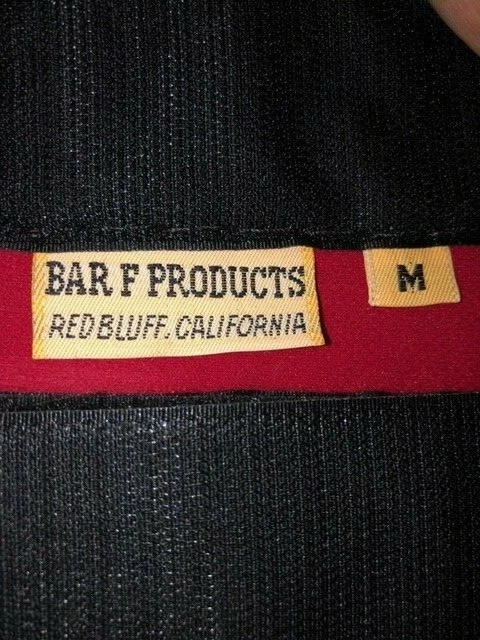 BAR F PRODUCTS
RED BLUFF. CALIFORNIA
M